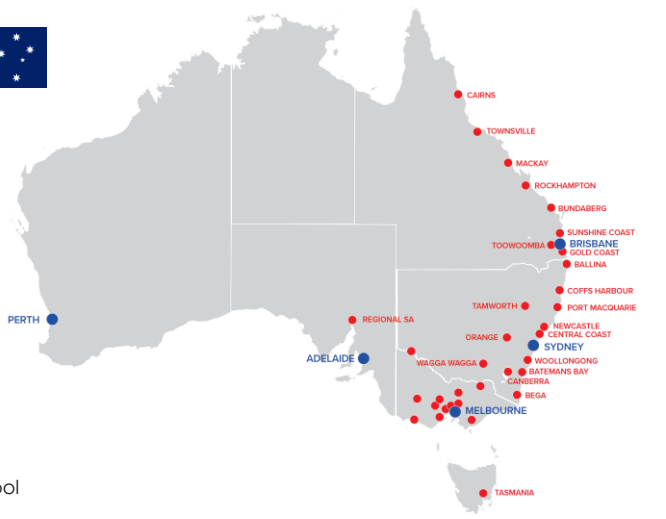 CAIRNS
TOWNSVILLE
MACKAY
ROCKHAMPTON
BUNDABERG
SUNSHINE COAST
TOOWOOMBA
BRISBANE
GOLD COAST
BALLINA
COFFS HARBOUR
TAMWORTH
PORT MACQUARIE
PERTH
REGIONAL SA
NEWCASTLE
CENTRAL COAST
ORANGE
SYDNEY
ADELAIDE
WOOLLONGONG
WAGGA WAGGA
BATEMANS BAY
CANBERRA
BEGA
MELBOURNE
ool
TASMANIA